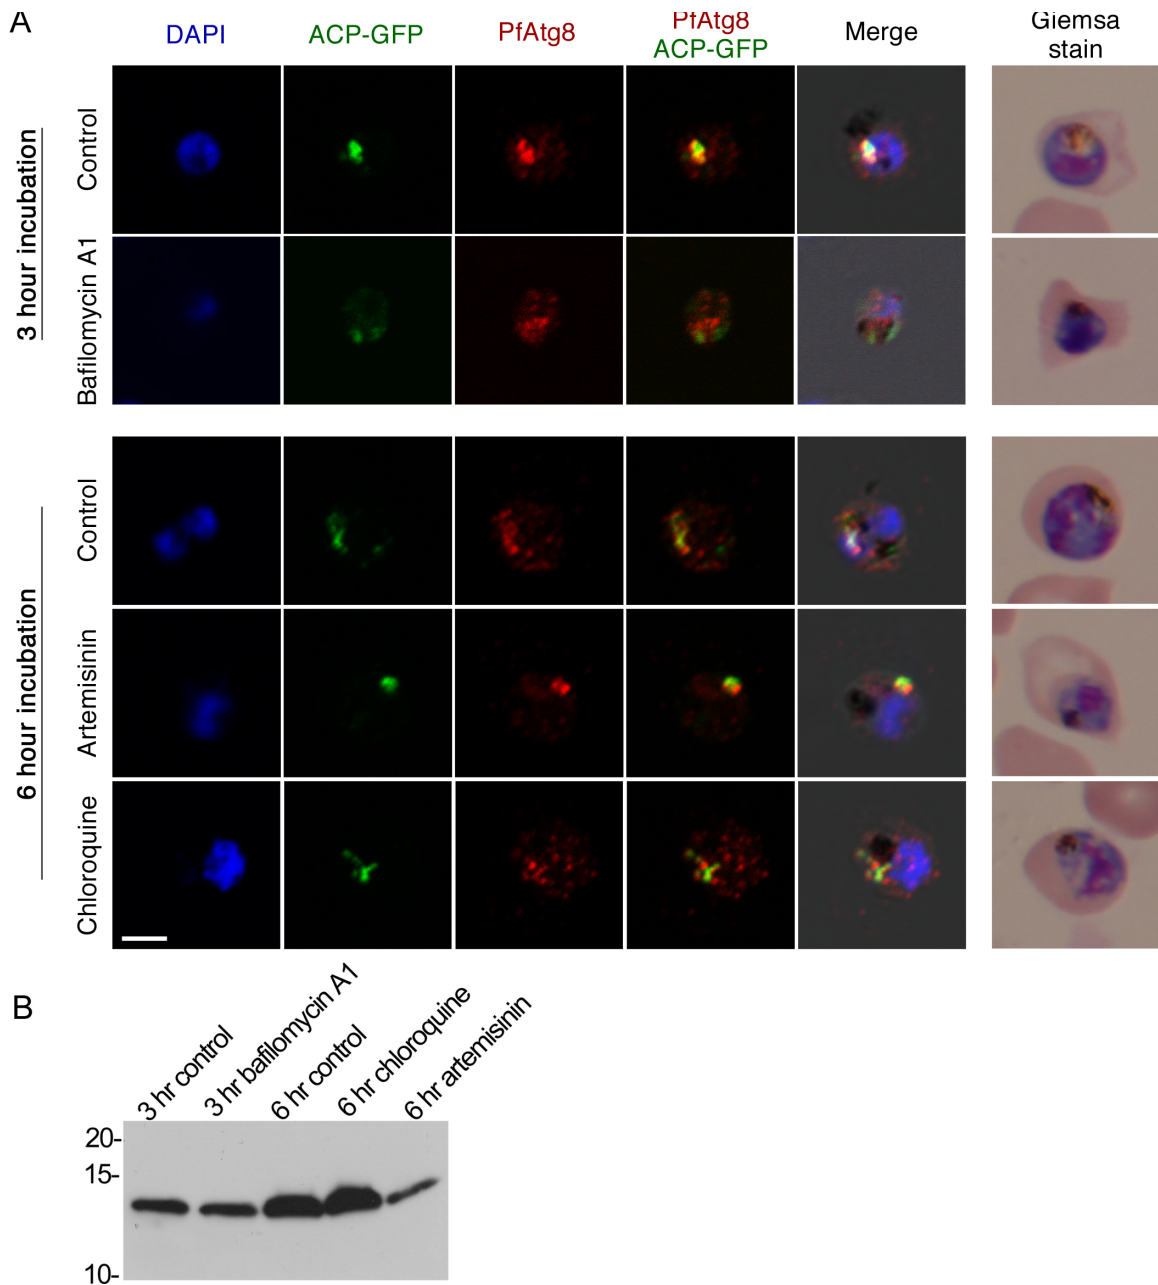 A
DAPI
ACP-GFP
PfAtg8
PfAtg8
ACP-GFP
Merge
Giemsa
stain
3 hour incubation
Control
Bafilomycin A1
6 hour incubation
Control
Artemisinin
Chloroquine
B
3 hr control
3 hr bafilomycin A1
6 hr control
6 hr chloroquine
6 hr artemisinin
20-
15-
10-